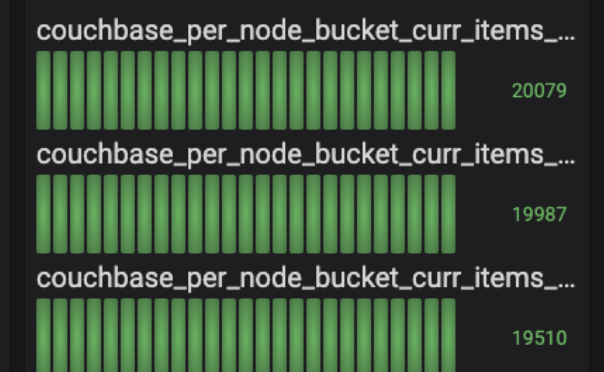 couchbase_per_node_bucket_curr_items_...
20079
couchbase_per_node_bucket_curr_items_...
19987
couchbase_per_node_bucket_curr_items_...
19510